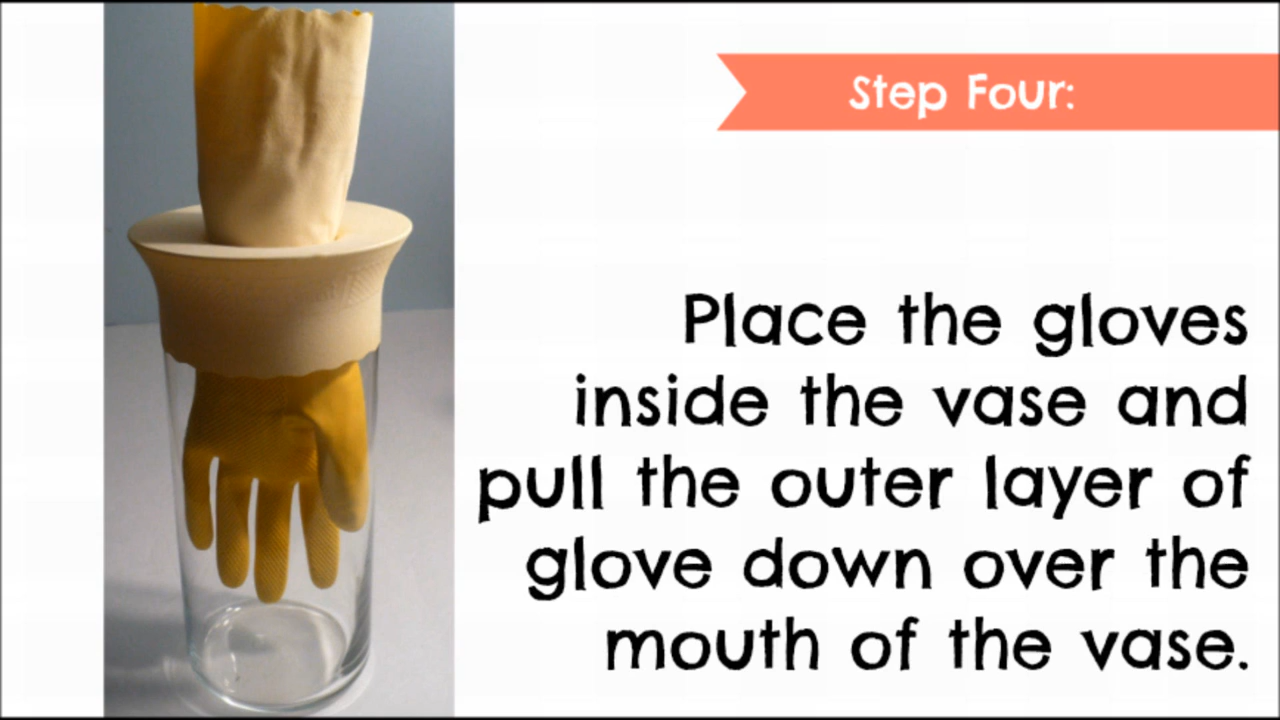 Step Four:
Place the gloves
inside the vase and
pull the outer layer of
glove down over the
mouth of the vase.